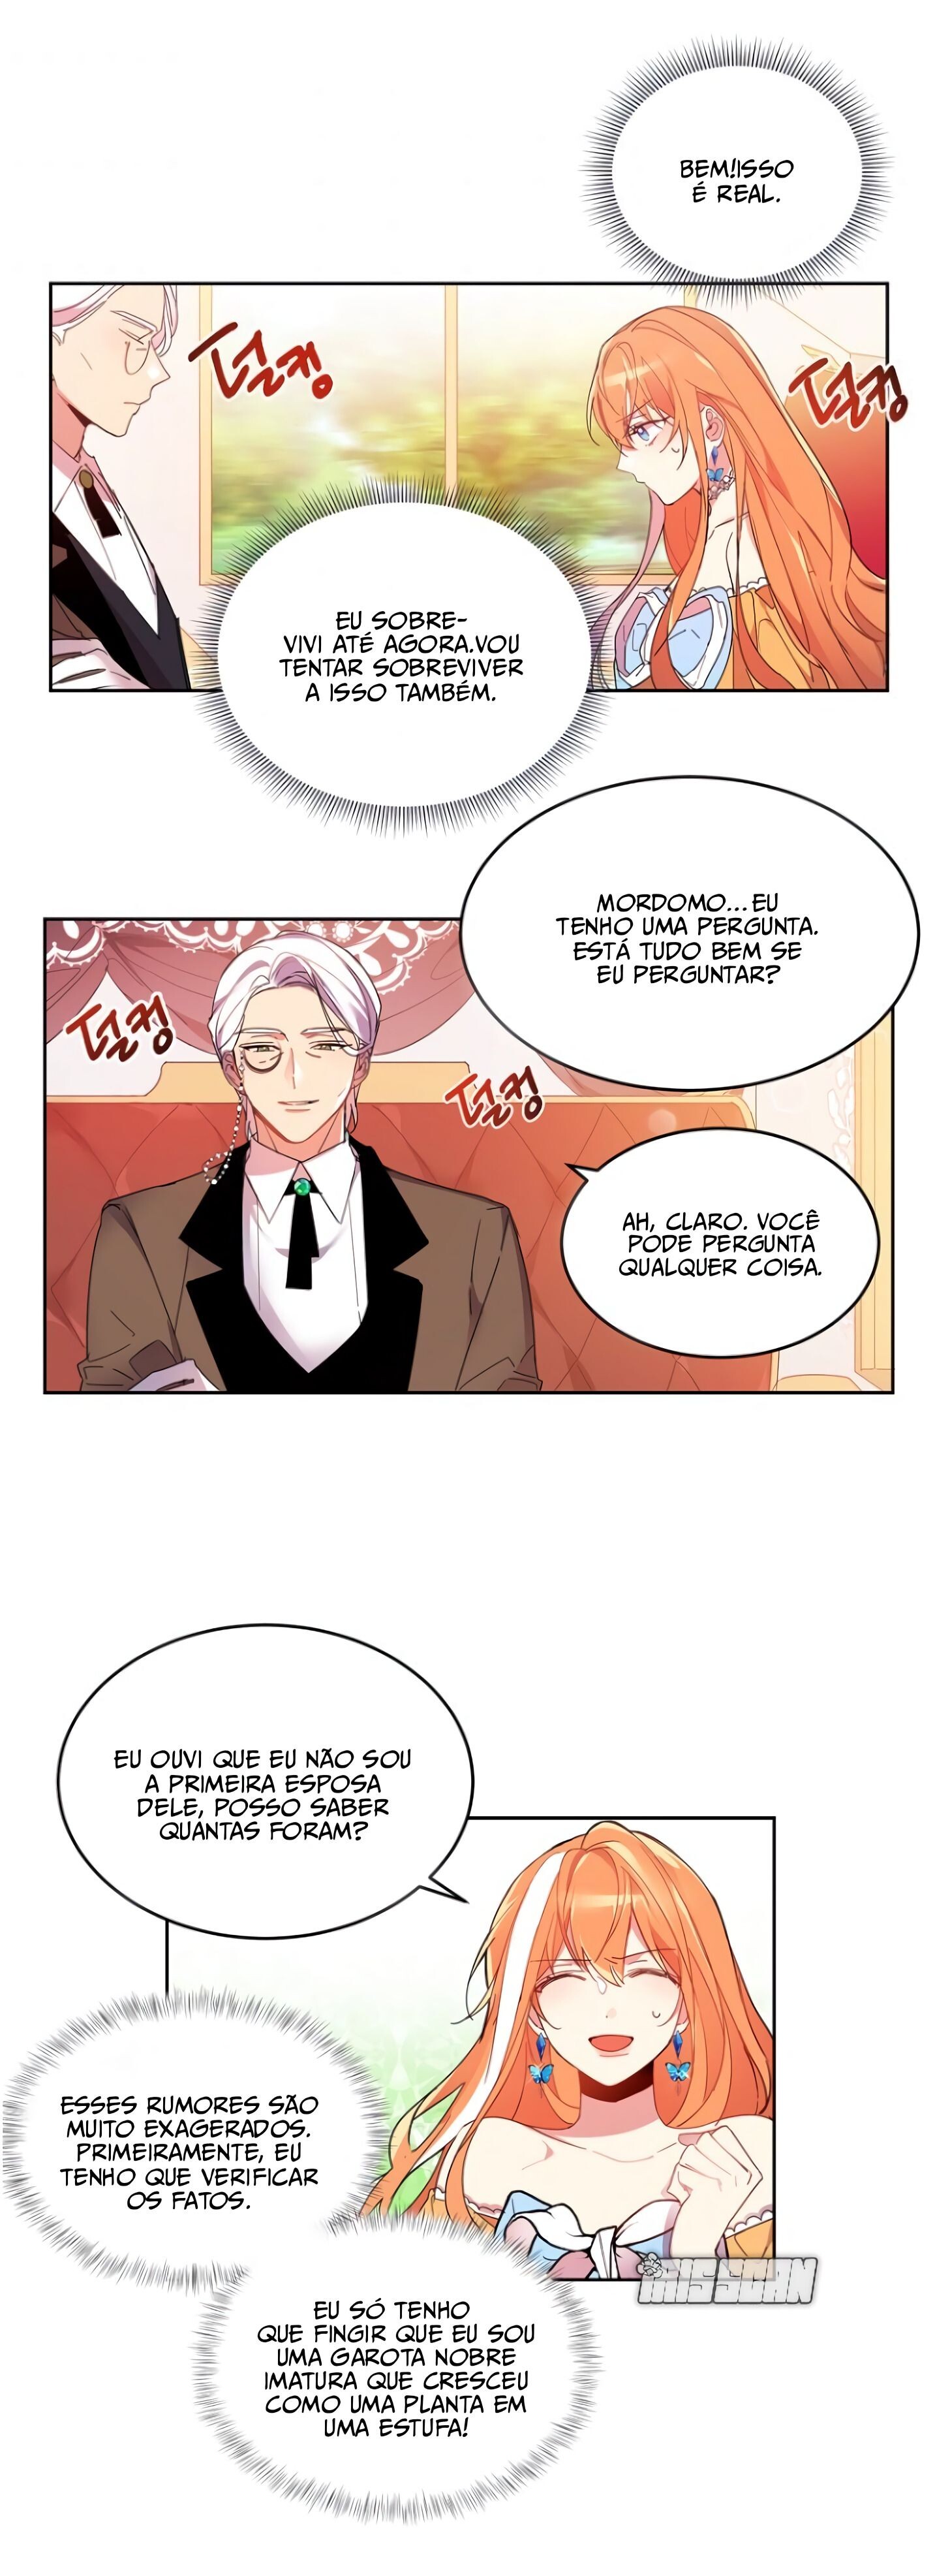 BEM!ISSO
É REAL.
덜컹
덜컹
EU SOBRE-
VIVI ATÉ AGORA.VOU
TENTAR SOBREVIVER
A ISSO TAMBÉM.
MORDOMO...EU
TENHO UMA PERGUNTA.
ESTÁ TUDO BEM SE
EU PERGUNTAR?
덜컹
덜컹
AH, CLARO. VOCÊ
PODE PERGUNTA
QUALQUER COISA.
EU OUVI QUE EU NÃO SOU
A PRIMEIRA ESPOSA
DELE, POSSO SABER
QUANTAS FORAM?
ESSES RUMORES SÃO
MUITO EXAGERADOS.
PRIMEIRAMENTE, EU
TENHO QUE VERIFICAR
OS FATOS.
EU SÓ TENHO
QUE FINGIR QUE EU SOU
UMA GAROTA NOBRE
IMATURA QUE CRESCEU
COMO UMA PLANTA EM
UMA ESTUFA!